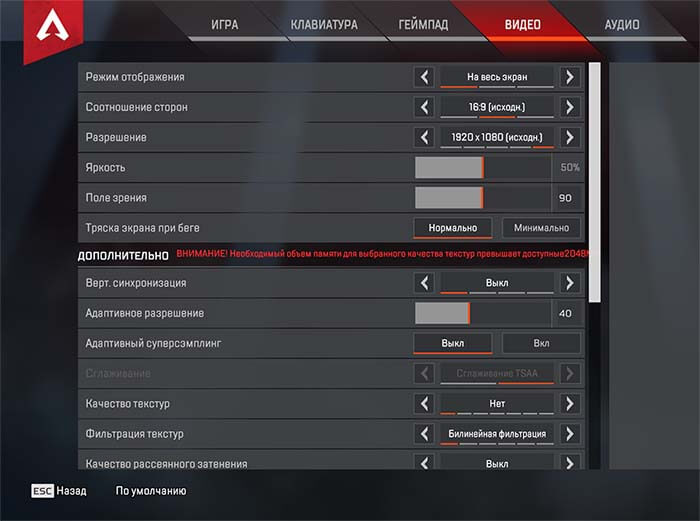 ИГРА КЛАВИАТУРА ГЕЙМПАД ВИДЕО АУДИО
Режим отображения На весь экран
Соотношение сторон 16:9 (исходн.)
Разрешение 1920 x 1080 (исходн.)
Яркость 50%
Поле зрения 90
Тряска экрана при беге Нормально Минимально
ДОПОЛНИТЕЛЬНО ВНИМАНИЕ! Необходимый объем памяти для выбранного качества текстур превышает доступные2048М
Верт. синхронизация Выкл
Адаптивное разрешение 40
Адаптивный суперсэмплинг Выкл Вкл
Сглаживание Сглаживание TSAA
Качество текстур Нет
Фильтрация текстур Билинейная фильтрация
Качество рассеянного затенения Выкл
ESC Назад По умолчанию